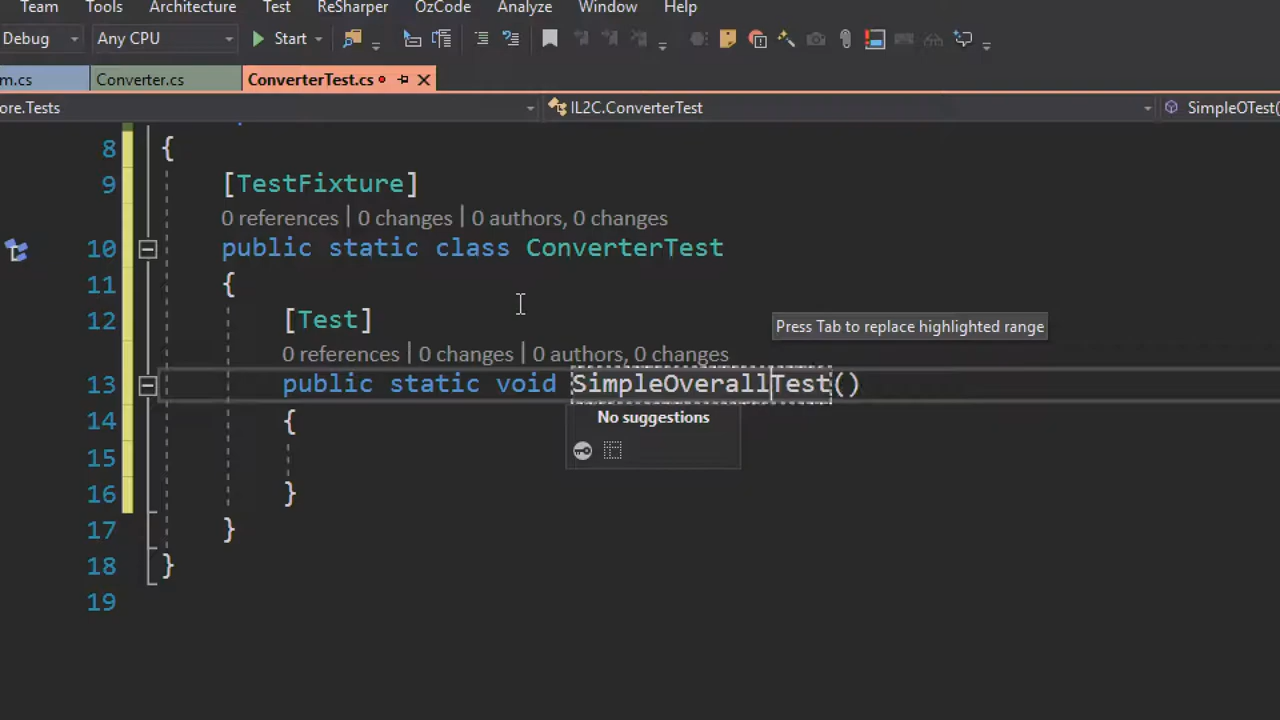 Team Tools Architecture Test ReSharper OzCode Analyze Window Help
Debug Any CPU Start
m.cs Converter.cs ConverterTest.cs
ore.Tests IL2C.ConverterTest SimpleOTest(
8 {
9 [TestFixture]
0 references | 0 changes | 0 authors, 0 changes
10 public static class ConverterTest
11 {
12 [Test]
Press Tab to replace highlighted range
0 references | 0 changes | 0 authors, 0 changes
13 public static void SimpleOverallTest()
14 {
No suggestions
15
16 }
17 }
18 }
19